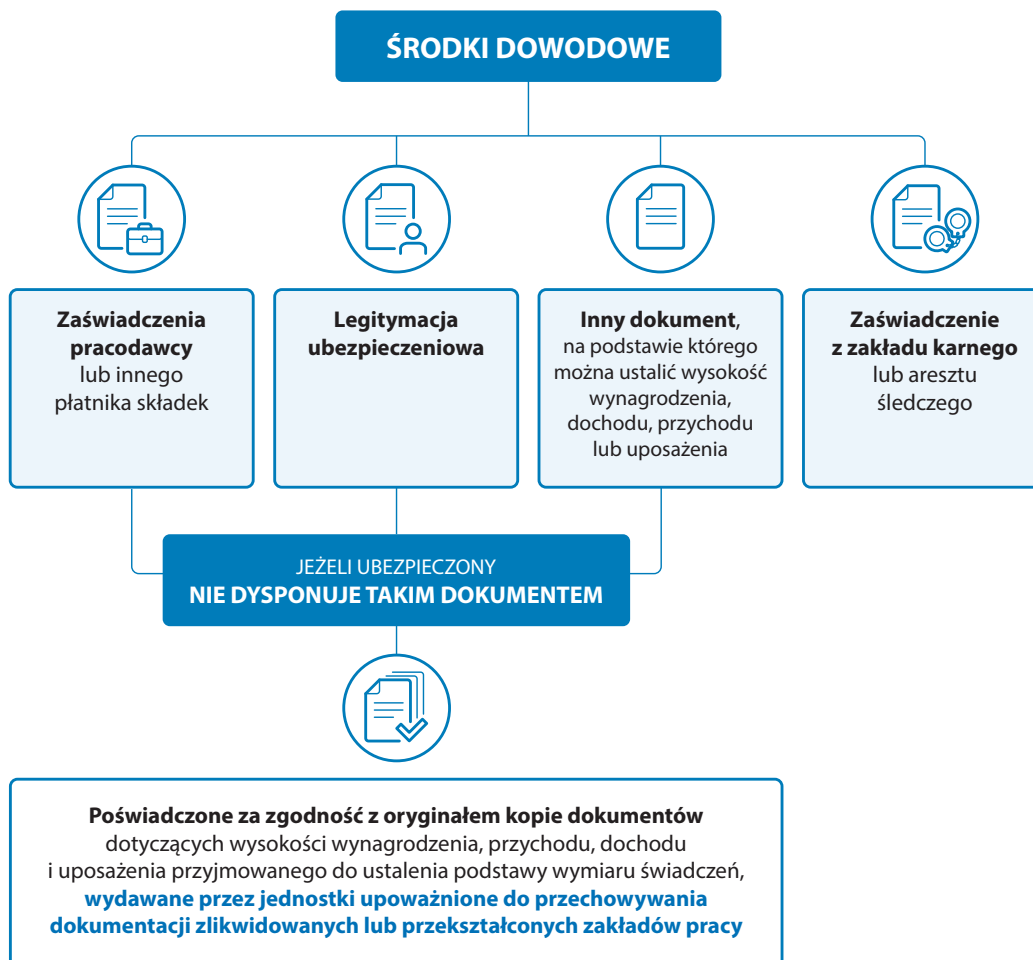 ŚRODKI DOWODOWE
Zaświadczenia
pracodawcy
lub innego
płatnika składek
Legitymacja
ubezpieczeniowa
Inny dokument,
na podstawie którego
można ustalić wysokość
wynagrodzenia,
dochodu, przychodu
lub uposażenia
Zaświadczenie
z zakładu karnego
lub aresztu
śledczego
JEŻELI UBEZPIECZONY
NIE DYSPONUJE TAKIM DOKUMENTEM
Poświadczone za zgodność z oryginałem kopie dokumentów
dotyczących wysokości wynagrodzenia, przychodu, dochodu
i uposażenia przyjmowanego do ustalenia podstawy wymiaru świadczeń,
wydawane przez jednostki upoważnione do przechowywania
dokumentacji zlikwidowanych lub przekształconych zakładów pracy